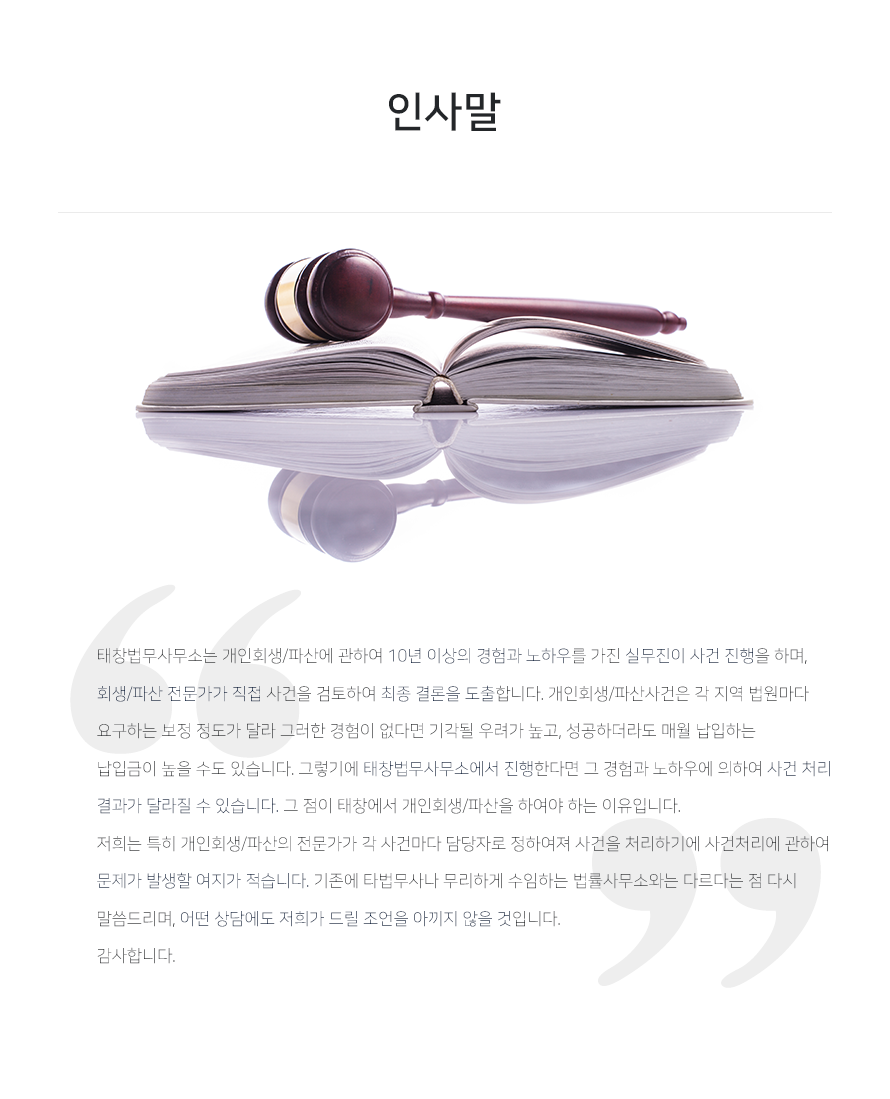 인사말
태창법무사무소는 개인회생/파산에 관하여 10년 이상의 경험과 노하우를 가진 실무진이 사건 진행을 하며,
회생/파산 전문가가 직접 사건을 검토하여 최종 결론을 도출합니다. 개인회생/파산사건은 각 지역 법원마다
요구하는 보정 정도가 달라 그러한 경험이 없다면 기각될 우려가 높고, 성공하더라도 매월 납입하는
납입금이 높을 수도 있습니다. 그렇기에 태창법무사무소에서 진행한다면 그 경험과 노하우에 의하여 사건 처리
결과가 달라질 수 있습니다. 그 점이 태창에서 개인회생/파산을 하여야 하는 이유입니다.
저희는 특히 개인회생/파산의 전문가가 각 사건마다 담당자로 정하여져 사건을 처리하기에 사건처리에 관하여
문제가 발생할 여지가 적습니다. 기존에 타법무사나 무리하게 수임하는 법률사무소와는 다르다는 점 다시
말씀드리며, 어떤 상담에도 저희가 드릴 조언을 아끼지 않을 것입니다.
감사합니다.